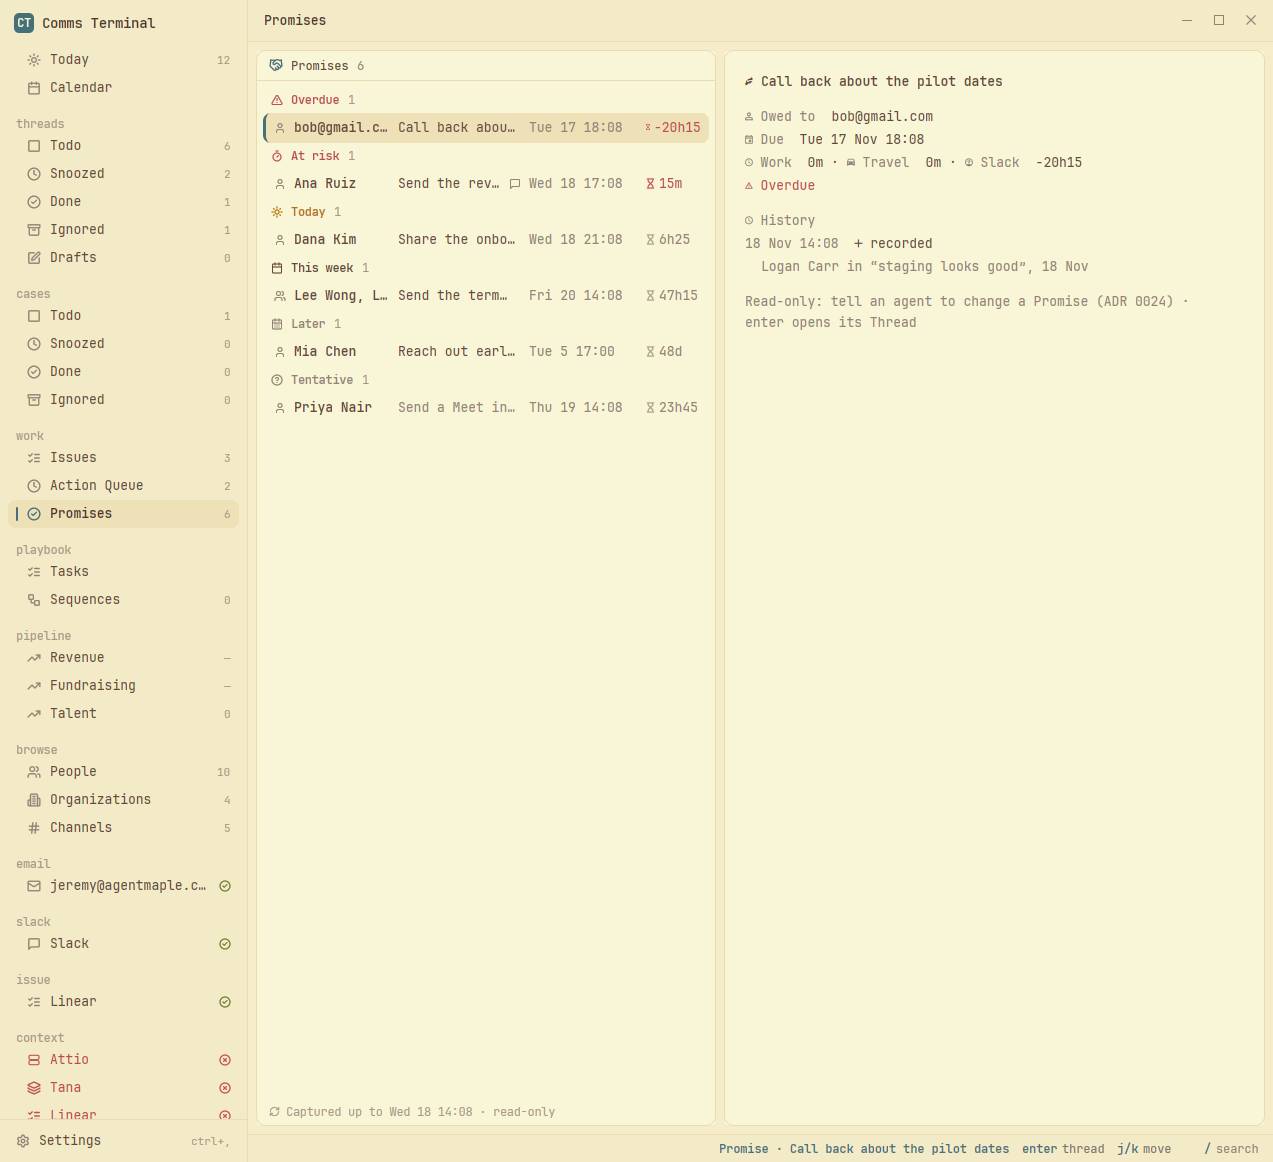 CT Comms Terminal
Today 12
Calendar
threads
Todo 6
Snoozed 2
Done 1
Ignored 1
Drafts 0
cases
Todo 1
Snoozed 0
Done 0
Ignored 0
work
Issues 3
Action Queue 2
Promises 6
playbook
Tasks
Sequences 0
pipeline
Revenue —
Fundraising —
Talent 0
browse
People 10
Organizations 4
Channels 5
email
jeremy@agentmaple.c…
slack
Slack
issue
Linear
context
Attio
Tana
Linear
Settings ctrl+,
Promises
Promises 6
Overdue 1
bob@gmail.c… Call back abou… Tue 17 18:08 -20h15
At risk 1
Ana Ruiz Send the rev… Wed 18 17:08 15m
Today 1
Dana Kim Share the onbo… Wed 18 21:08 6h25
This week 1
Lee Wong, L… Send the term… Fri 20 14:08 47h15
Later 1
Mia Chen Reach out earl… Tue 5 17:00 48d
Tentative 1
Priya Nair Send a Meet in… Thu 19 14:08 23h45
Captured up to Wed 18 14:08 · read-only
Call back about the pilot dates
Owed to bob@gmail.com
Due Tue 17 Nov 18:08
Work 0m · Travel 0m · Slack -20h15
Overdue
History
18 Nov 14:08 + recorded
Logan Carr in “staging looks good”, 18 Nov
Read-only: tell an agent to change a Promise (ADR 0024) ·
enter opens its Thread
Promise · Call back about the pilot dates enter thread j/k move / search